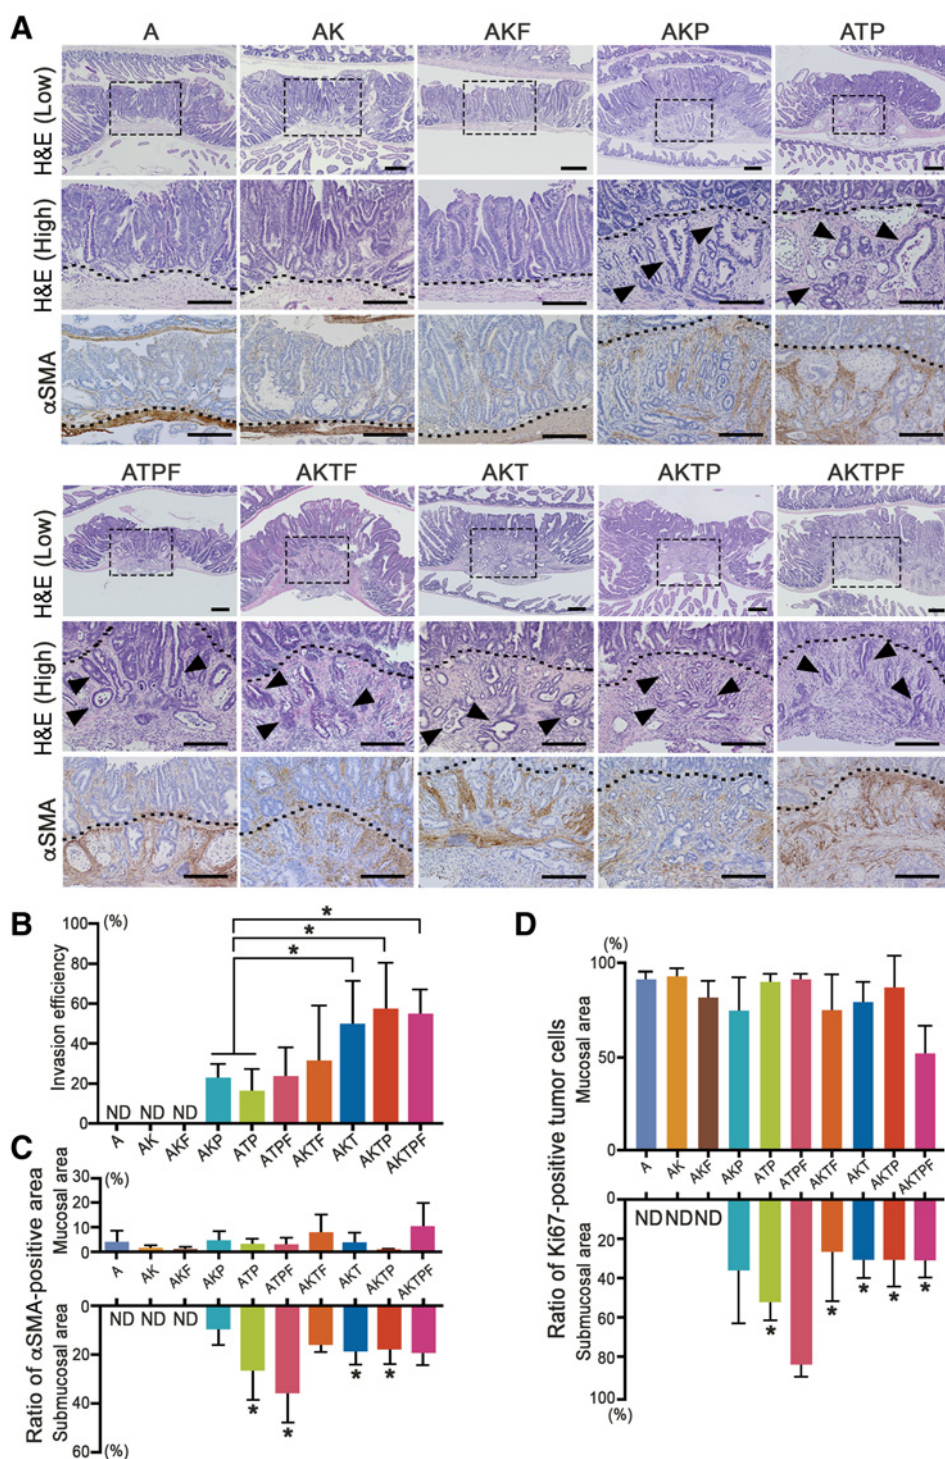 A
A AK AKF AKP ATP
H&E (Low)
H&E (High)
αSMA
ATPF AKTF AKT AKTP AKTPF
H&E (Low)
H&E (High)
αSMA
B
(%)
Invasion efficiency
100
80
60
40
20
0
ND ND ND
* * *
A AK AKF AKP ATP ATPF AKTF AKT AKTP AKTPF
C
Ratio of αSMA-positive area
(%)
Mucosal area
30
20
10
0
A AK AKF AKP ATP ATPF AKTF AKT AKTP AKTPF
Submucosal area
0
20
40
60
(%)
ND ND ND
* * * *
D
Ratio of Ki67-positive tumor cells
(%)
Mucosal area
100
50
0
A AK AKF AKP ATP ATPF AKTF AKT AKTP AKTPF
Submucosal area
0
20
40
60
80
100
(%)
ND ND ND
* * * * *